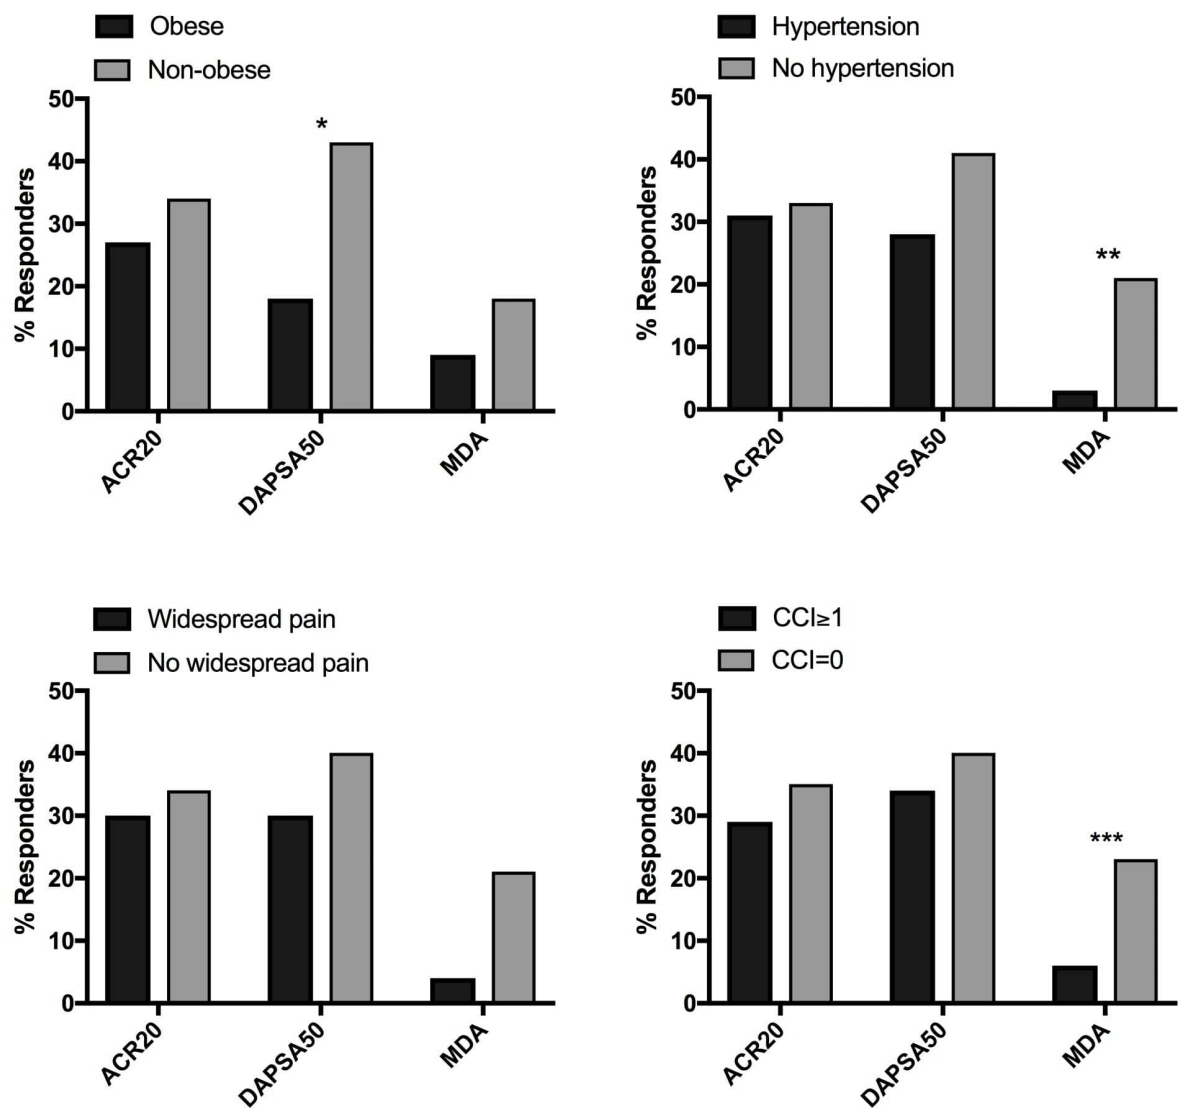 Obese
Non-obese
50
40
30
20
10
0
% Responders
*
ACR20
DAPSA50
MDA
Hypertension
No hypertension
50
40
30
20
10
0
% Responders
**
ACR20
DAPSA50
MDA
Widespread pain
No widespread pain
50
40
30
20
10
0
% Responders
ACR20
DAPSA50
MDA
CCI≥1
CCI=0
50
40
30
20
10
0
% Responders
***
ACR20
DAPSA50
MDA